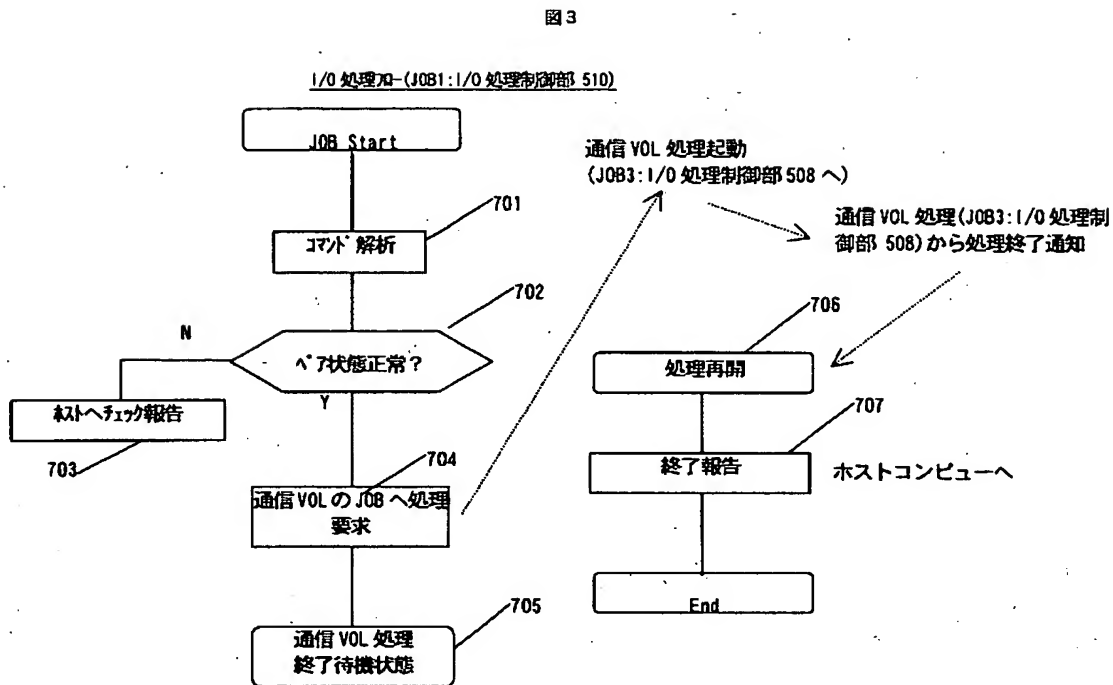 図3
I/O 処理フロー(JOB1:I/O 処理制御部 510)
JOB Start
701
コマンド 解析
702
N
ペア状態正常?
Y
ホストへチェック報告
703
704
通信 VOL の JOB へ処理
要求
705
通信 VOL 処理
終了待機状態
通信 VOL 処理起動
(JOB3:I/O 処理制御部 508 へ)
通信 VOL 処理(JOB3:I/O 処理制
御部 508)から処理終了通知
706
処理再開
707
終了報告
ホストコンピューへ
End